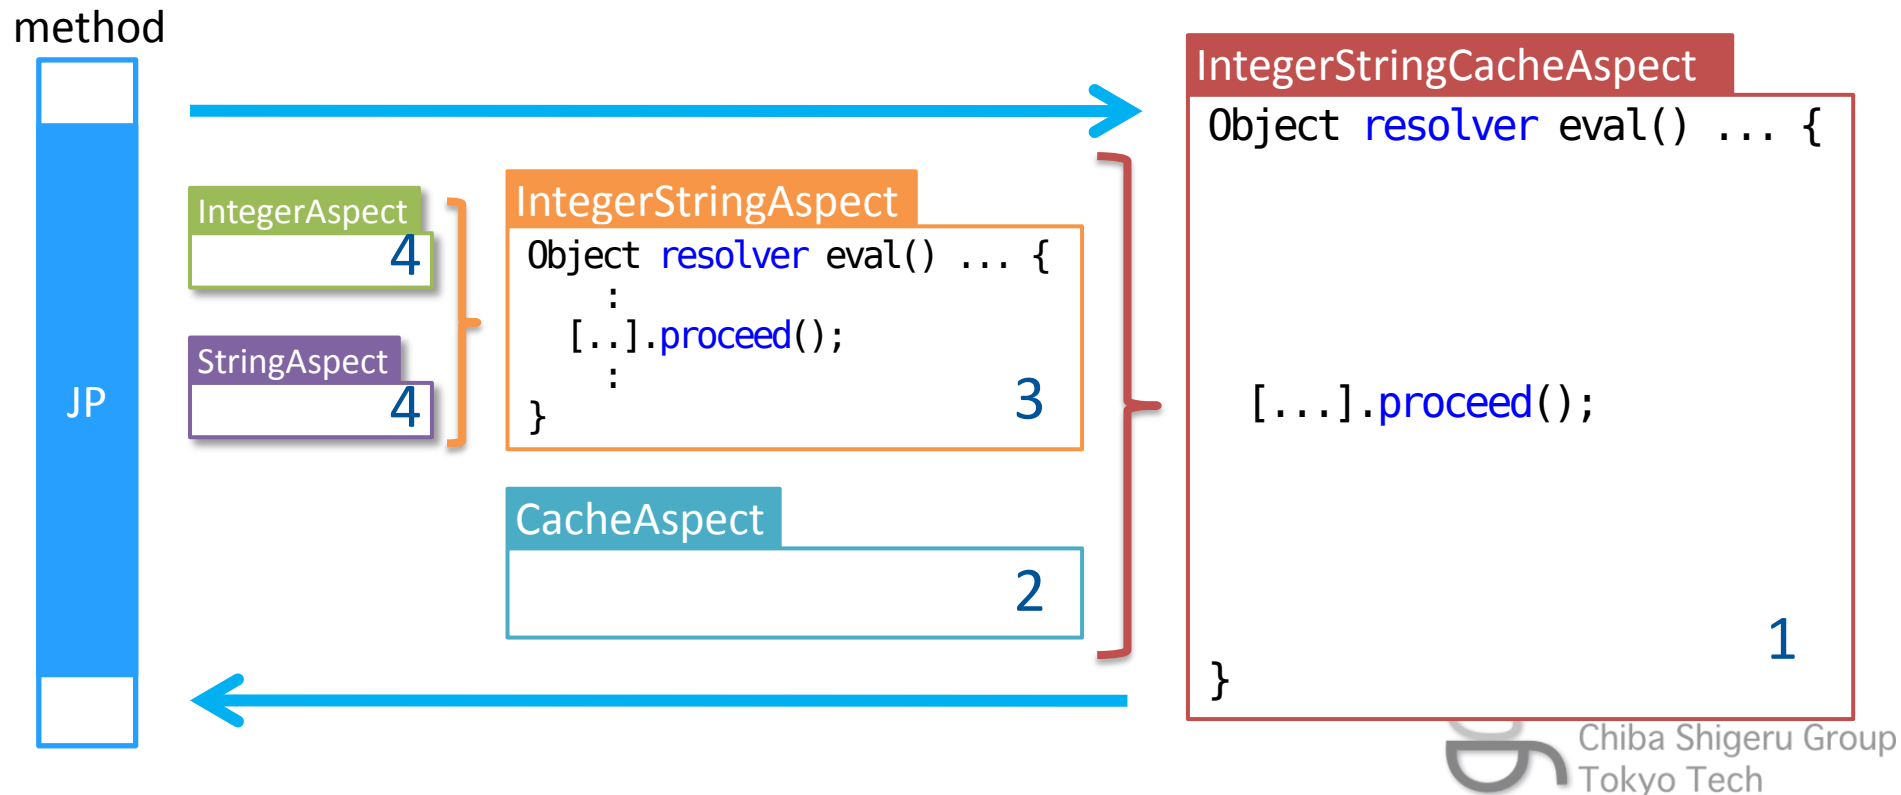 method
JP
IntegerAspect
4
StringAspect
4
IntegerStringAspect
Object resolver eval() ... {
:
[..].proceed();
:
}
3
CacheAspect
2
IntegerStringCacheAspect
Object resolver eval() ... {
[...].proceed();
}
1
Chiba Shigeru Group
Tokyo Tech